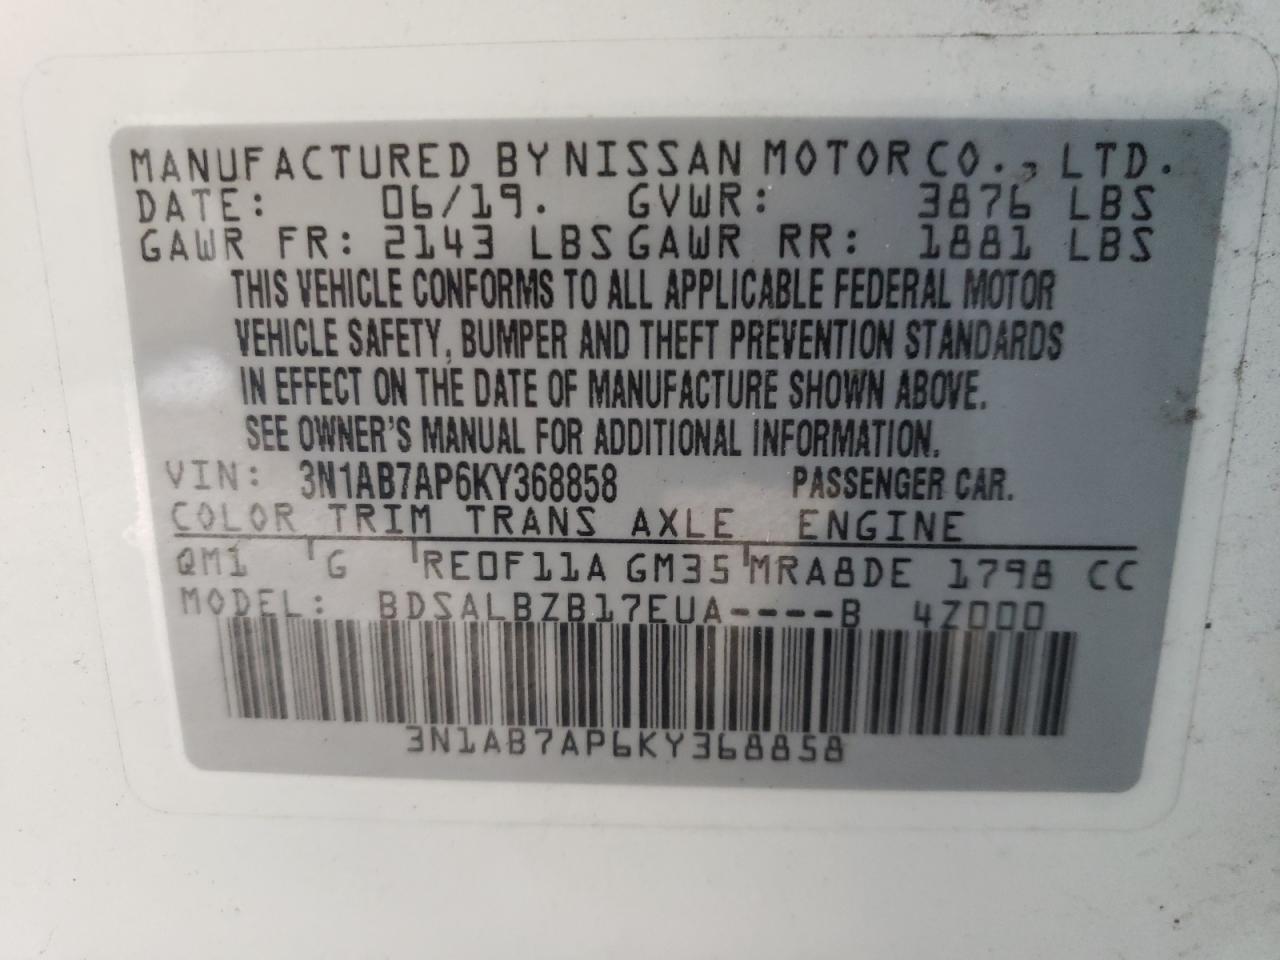 MANUFACTURED BY NISSAN MOTOR CO., LTD.
DATE: 06/19. GVWR: 3876 LBS
GAWR FR: 2143 LBS GAWR RR: 1881 LBS
THIS VEHICLE CONFORMS TO ALL APPLICABLE FEDERAL MOTOR
VEHICLE SAFETY, BUMPER AND THEFT PREVENTION STANDARDS
IN EFFECT ON THE DATE OF MANUFACTURE SHOWN ABOVE.
SEE OWNER'S MANUAL FOR ADDITIONAL INFORMATION.
VIN: 3N1AB7AP6KY368858 PASSENGER CAR.
COLOR TRIM TRANS AXLE ENGINE
QM1 G RE0F11A GM35 MRA8DE 1798 CC
MODEL: BDSALBZB17EUA----B 4Z000
3N1AB7AP6KY368858